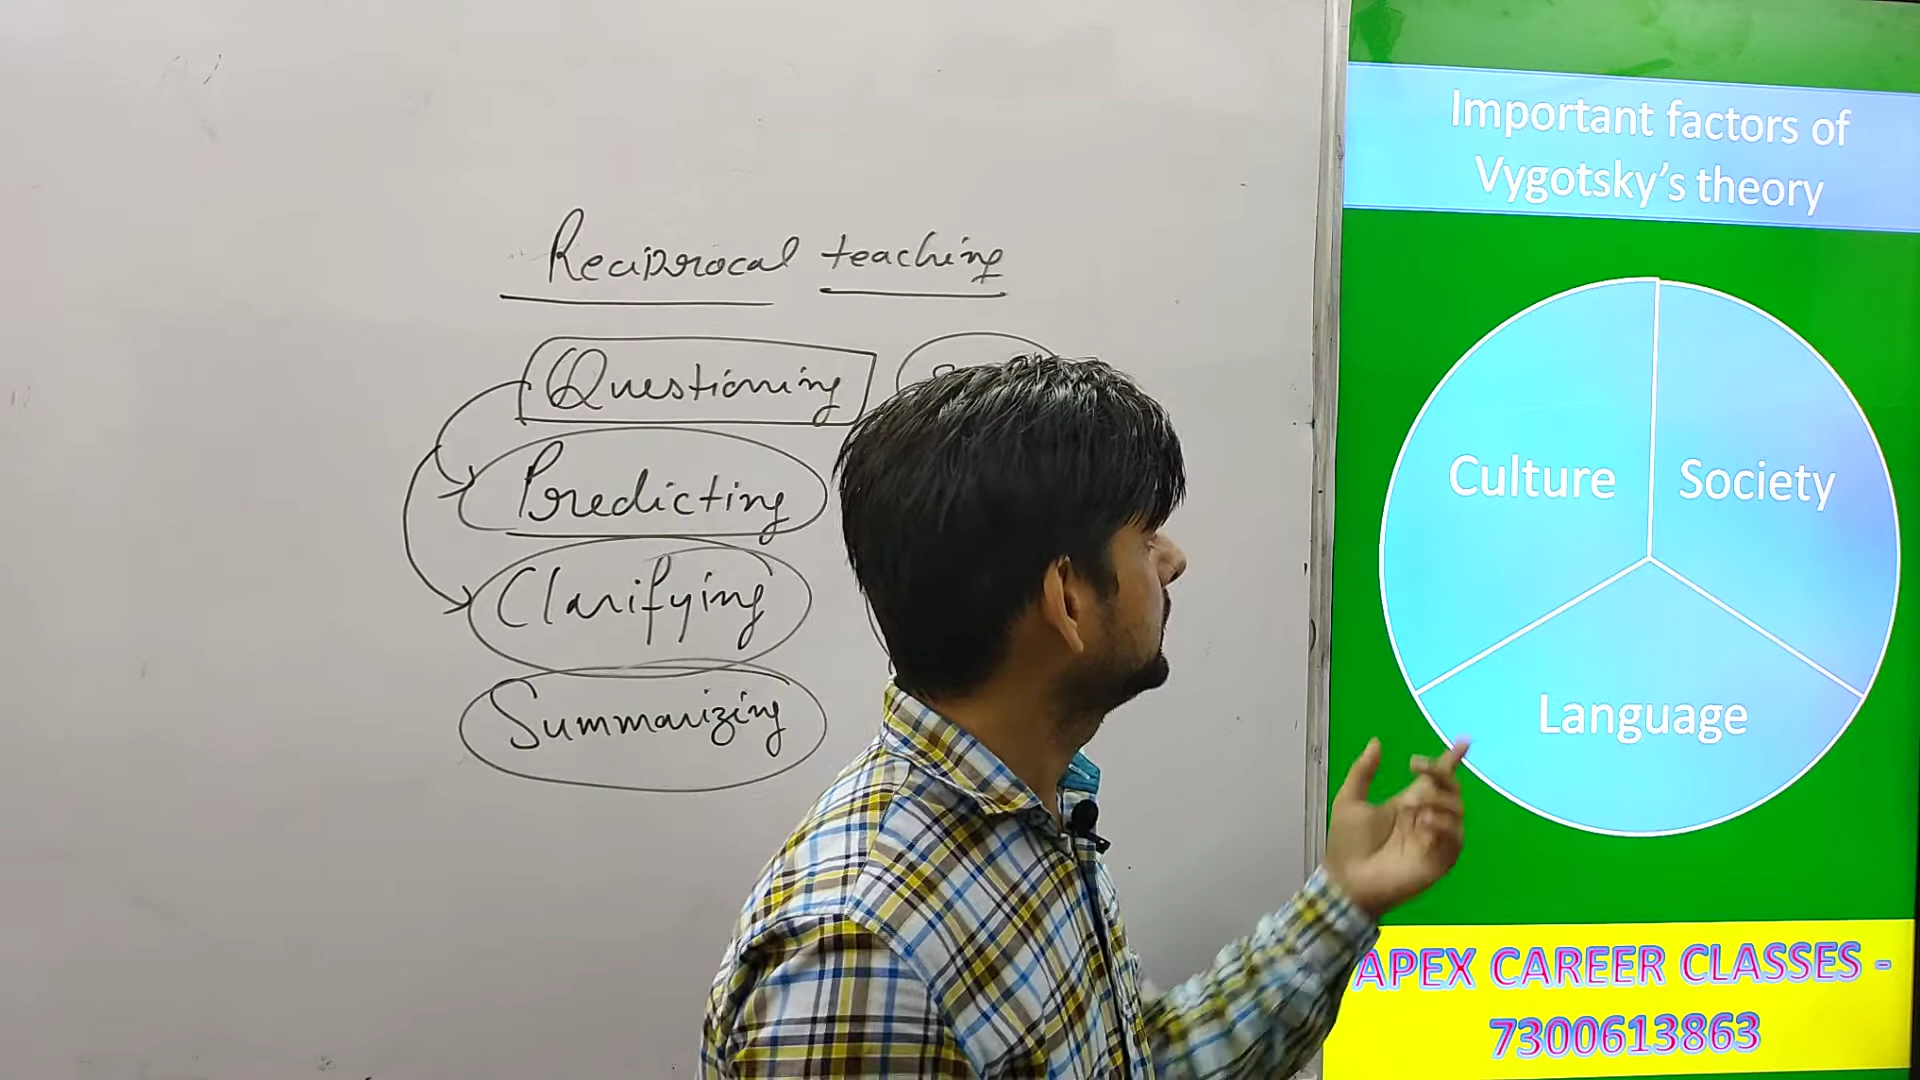 Reciprocal teaching
Questioning
Predicting
Clarifying
Summarizing
Important factors of
Vygotsky's theory
Culture
Society
Language
APEX CAREER CLASSES -
7300613863